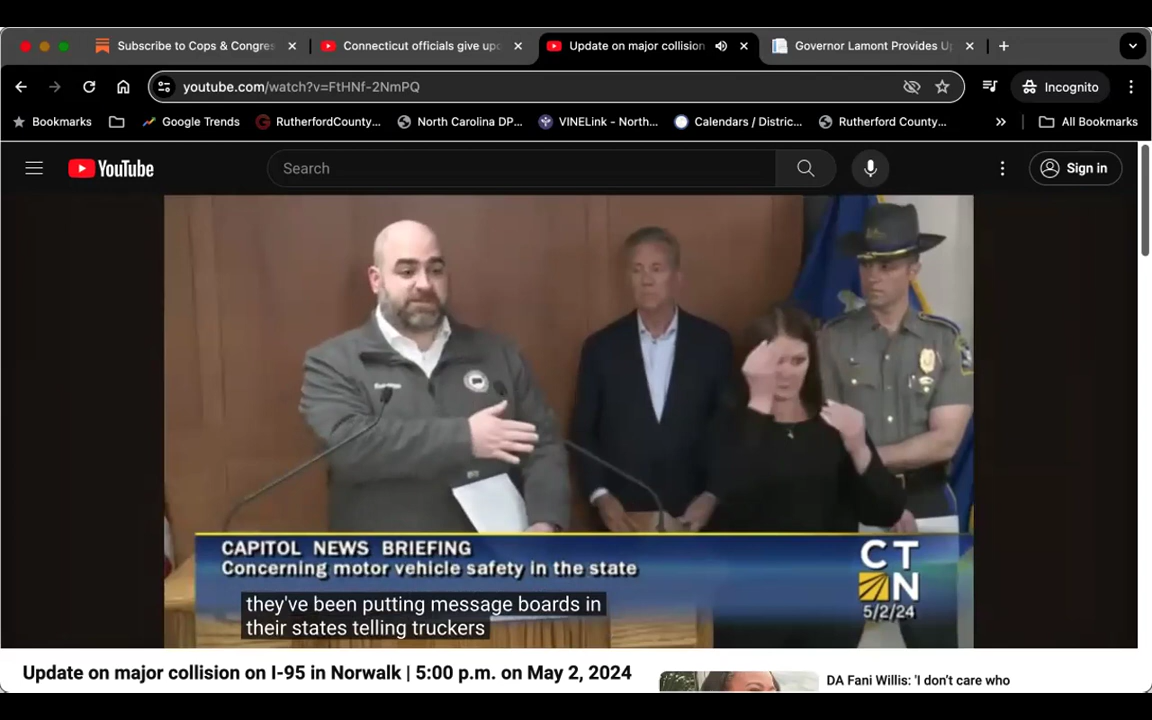 Subscribe to Cops & Congres
Connecticut officials give upd
Update on major collision
Governor Lamont Provides U
youtube.com/watch?v=FtHNf-2NmPQ
Incognito
Bookmarks
Google Trends
RutherfordCounty...
North Carolina DP...
VINELink - North...
Calendars / Distric...
Rutherford County...
All Bookmarks
YouTube
Search
Sign in
CAPITOL NEWS BRIEFING
Concerning motor vehicle safety in the state
CT
N
5/2/24
they've been putting message boards in
their states telling truckers
Update on major collision on I-95 in Norwalk | 5:00 p.m. on May 2, 2024
DA Fani Willis: 'I don't care who